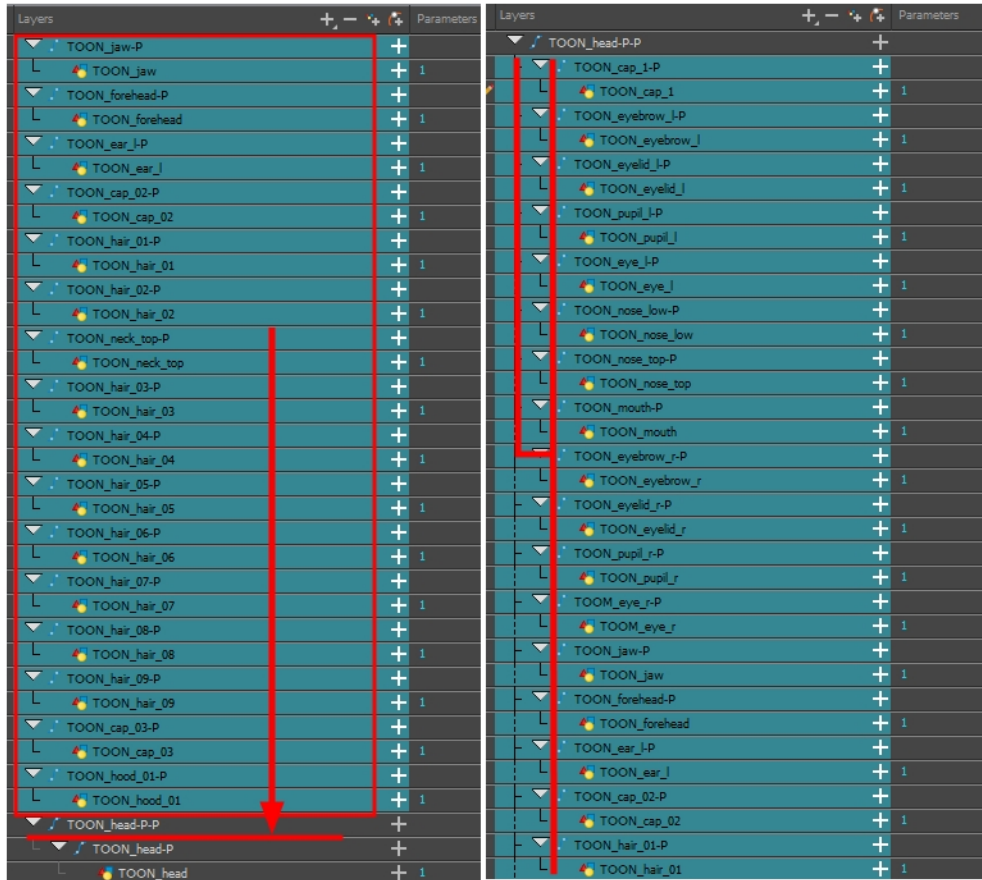 Layers Parameters
TOON_jaw-P
TOON_jaw 1
TOON_forehead-P
TOON_forehead 1
TOON_ear_l-P
TOON_ear_l 1
TOON_cap_02-P
TOON_cap_02 1
TOON_hair_01-P
TOON_hair_01 1
TOON_hair_02-P
TOON_hair_02 1
TOON_neck_top-P
TOON_neck_top 1
TOON_hair_03-P
TOON_hair_03 1
TOON_hair_04-P
TOON_hair_04 1
TOON_hair_05-P
TOON_hair_05 1
TOON_hair_06-P
TOON_hair_06 1
TOON_hair_07-P
TOON_hair_07 1
TOON_hair_08-P
TOON_hair_08 1
TOON_hair_09-P
TOON_hair_09 1
TOON_cap_03-P
TOON_cap_03 1
TOON_hood_01-P
TOON_hood_01 1
TOON_head-P-P
TOON_head-P
TOON_head 1
Layers Parameters
TOON_head-P-P
TOON_cap_1-P
TOON_cap_1 1
TOON_eyebrow_l-P
TOON_eyebrow_l 1
TOON_eyelid_l-P
TOON_eyelid_l 1
TOON_pupil_l-P
TOON_pupil_l 1
TOON_eye_l-P
TOON_eye_l 1
TOON_nose_low-P
TOON_nose_low 1
TOON_nose_top-P
TOON_nose_top 1
TOON_mouth-P
TOON_mouth 1
TOON_eyebrow_r-P
TOON_eyebrow_r 1
TOON_eyelid_r-P
TOON_eyelid_r 1
TOON_pupil_r-P
TOON_pupil_r 1
TOOM_eye_r-P
TOOM_eye_r 1
TOON_jaw-P
TOON_jaw 1
TOON_forehead-P
TOON_forehead 1
TOON_ear_l-P
TOON_ear_l 1
TOON_cap_02-P
TOON_cap_02 1
TOON_hair_01-P
TOON_hair_01 1